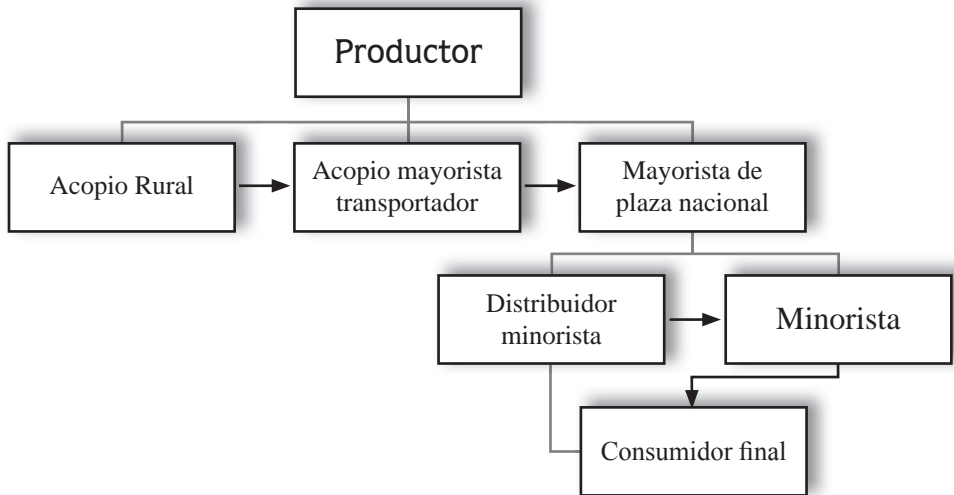 Productor
Acopio Rural
Acopio mayorista
transportador
Mayorista de
plaza nacional
Distribuidor
minorista
Minorista
Consumidor final